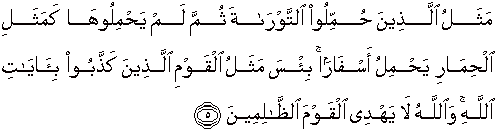 مَثَلُ ٱلَّذِينَ حُمِّلُوا۟ ٱلتَّوْرَىٰةَ ثُمَّ لَمْ يَحْمِلُوهَا كَمَثَلِ
ٱلْحِمَارِ يَحْمِلُ أَسْفَارًۢا ۚ بِئْسَ مَثَلُ ٱلْقَوْمِ ٱلَّذِينَ كَذَّبُوا۟ بِـَٔايَـٰتِ
ٱللَّهِ ۚ وَٱللَّهُ لَا يَهْدِى ٱلْقَوْمَ ٱلظَّـٰلِمِينَ ۝٥